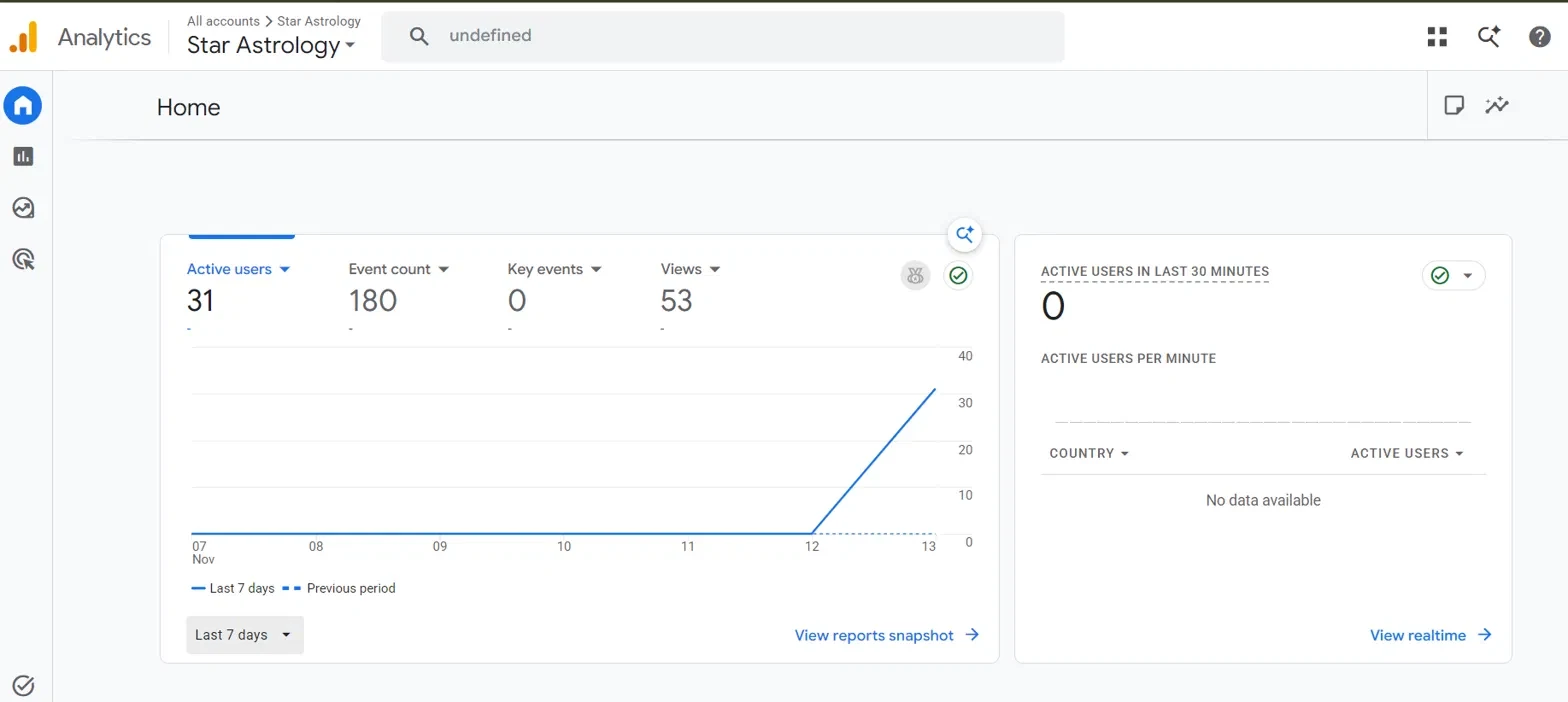 Analytics
All accounts > Star Astrology
Star Astrology
undefined
Home
Active users
31
-
Event count
180
-
Key events
0
-
Views
53
-
40
30
20
10
0
07 08 09 10 11 12 13
Nov
Last 7 days Previous period
Last 7 days
View reports snapshot
ACTIVE USERS IN LAST 30 MINUTES
0
ACTIVE USERS PER MINUTE
COUNTRY ACTIVE USERS
No data available
View realtime